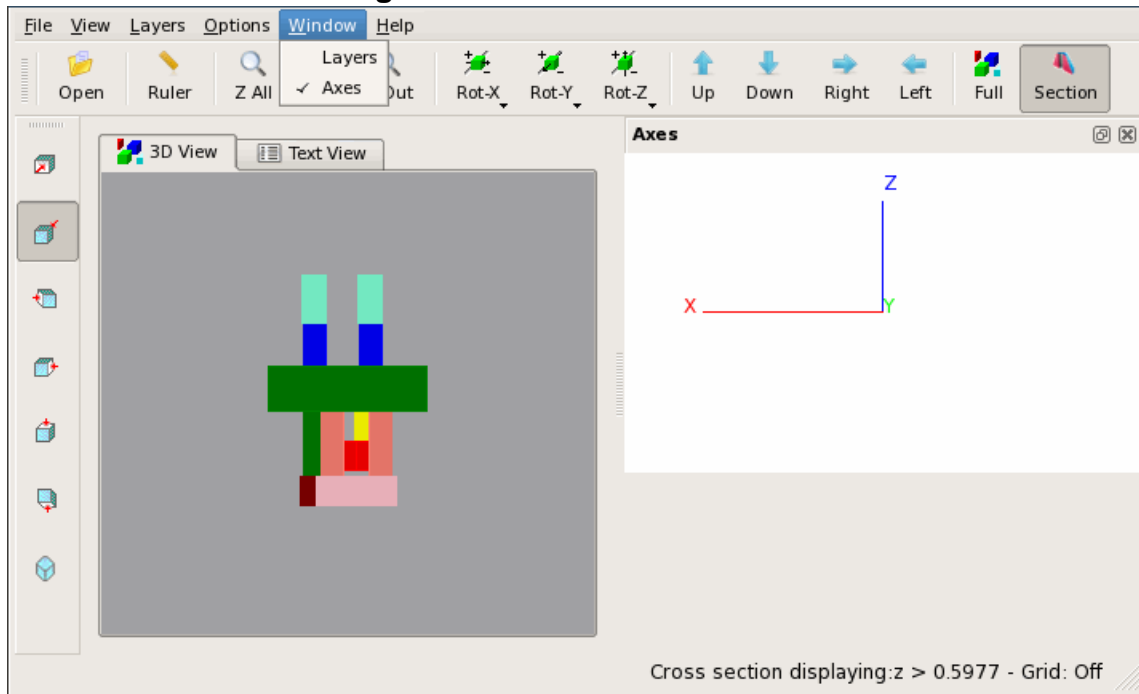 File View Layers Options Window Help
Layers
Axes
Open Ruler Z All Out Rot-X Rot-Y Rot-Z Up Down Right Left Full Section
3D View Text View
Axes
Z
X Y
Cross section displaying:z > 0.5977 - Grid: Off